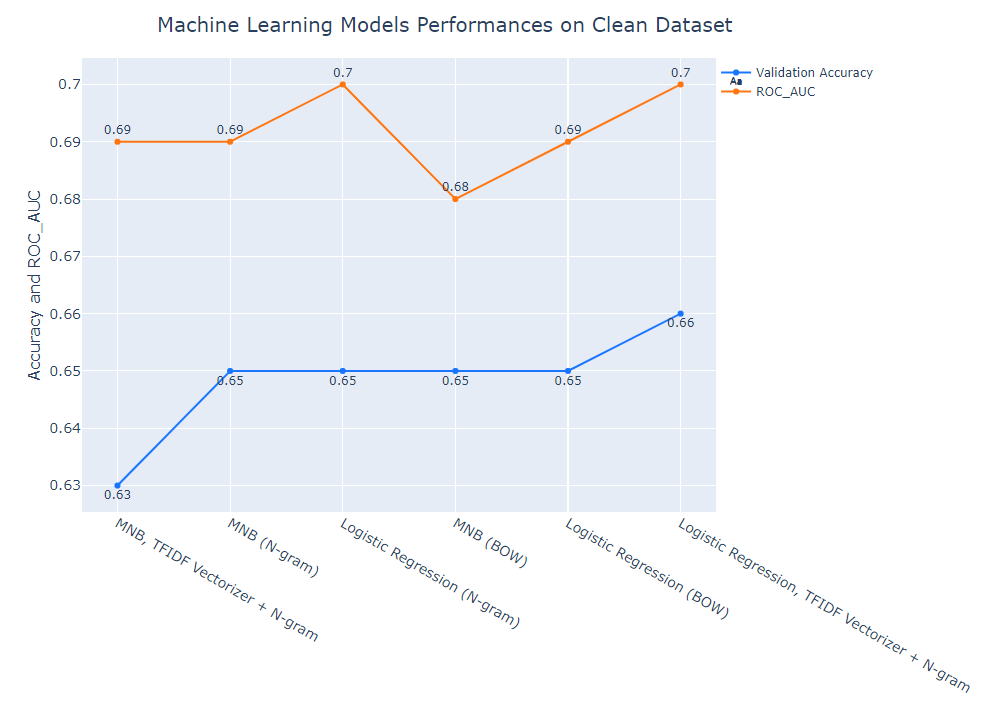 Machine Learning Models Performances on Clean Dataset
Accuracy and ROC_AUC
0.7
0.69
0.68
0.67
0.66
0.65
0.64
0.63
0.69
0.69
0.7
0.68
0.69
0.7
0.63
0.65
0.65
0.65
0.65
0.66
MNB, TFIDF Vectorizer + N-gram
MNB (N-gram)
Logistic Regression (N-gram)
MNB (BOW)
Logistic Regression (BOW)
Logistic Regression, TFIDF Vectorizer + N-gram
Validation Accuracy
Aa
ROC_AUC